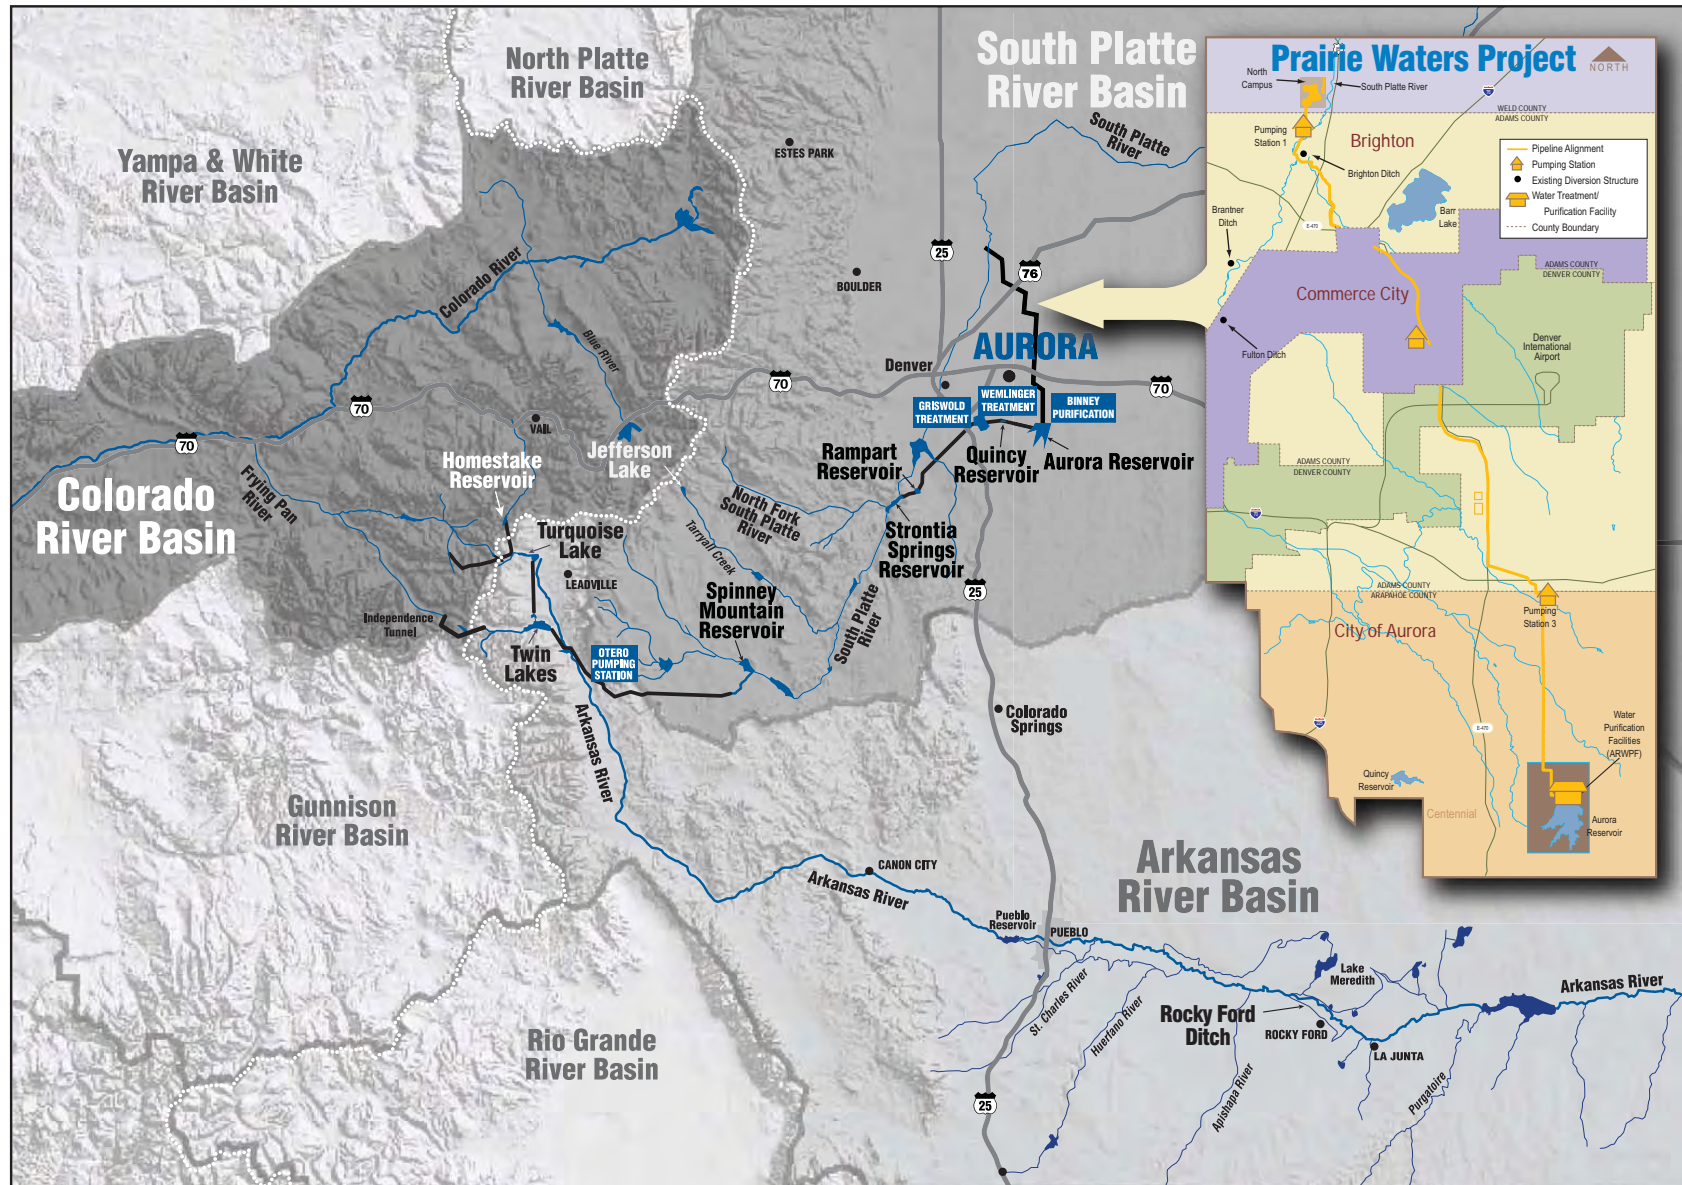 North Platte
River Basin
South Platte
River Basin
Yampa & White
River Basin
ESTES PARK
South Platte
River
25
76
BOULDER
Colorado River
Blue River
AURORA
Denver
70
70
70
70
GRISWOLD
TREATMENT
WEMLINGER
TREATMENT
BINNEY
PURIFICATION
VAIL
Jefferson
Lake
Homestake
Reservoir
Rampart
Reservoir
Quincy
Reservoir
Aurora Reservoir
Colorado
River Basin
Frying Pan
River
North Fork
South Platte
River
Tarryall Creek
Turquoise
Lake
LEADVILLE
Strontia
Springs
Reservoir
25
Spinney
Mountain
Reservoir
South Platte
River
Independence
Tunnel
Twin
Lakes
OTERO
PUMPING
STATION
Arkansas River
Colorado
Springs
Gunnison
River Basin
CANON CITY
Arkansas River
Arkansas
River Basin
Pueblo
Reservoir
PUEBLO
Lake
Meredith
Arkansas River
St. Charles River
Huerfano River
Rocky Ford
Ditch
ROCKY FORD
LA JUNTA
Rio Grande
River Basin
25
Apishapa River
Purgatoire
Prairie Waters Project
NORTH
North
Campus
South Platte River
WELD COUNTY
ADAMS COUNTY
Pumping
Station 1
Brighton
Brighton Ditch
Pipeline Alignment
Pumping Station
Existing Diversion Structure
Water Treatment/
Purification Facility
County Boundary
Brantner
Ditch
Barr
Lake
E-470
ADAMS COUNTY
DENVER COUNTY
Commerce City
Fulton Ditch
Denver
International
Airport
ADAMS COUNTY
DENVER COUNTY
ADAMS COUNTY
ARAPAHOE COUNTY
Pumping
Station 3
City of Aurora
E-470
Water
Purification
Facilities
(ARWPF)
Quincy
Reservoir
Centennial
Aurora
Reservoir